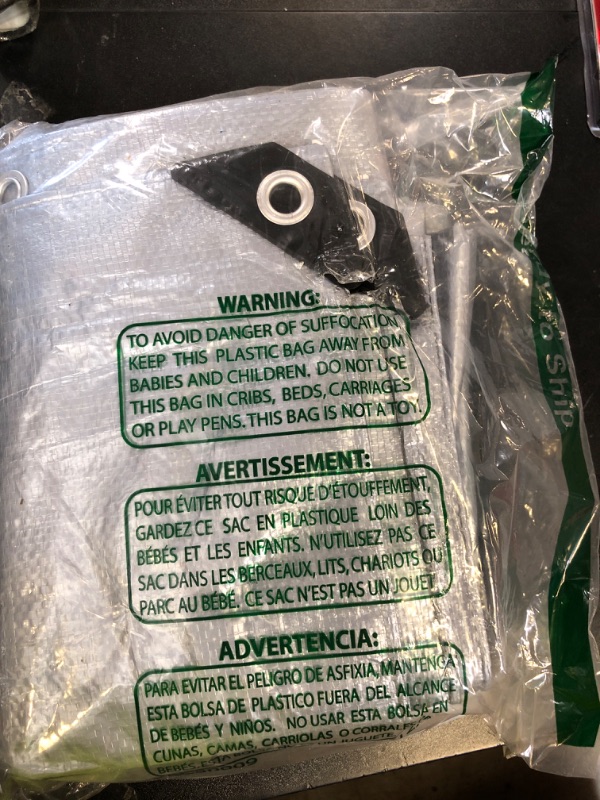 WARNING:
TO AVOID DANGER OF SUFFOCATION,
KEEP THIS PLASTIC BAG AWAY FROM
BABIES AND CHILDREN. DO NOT USE
THIS BAG IN CRIBS, BEDS, CARRIAGES
OR PLAY PENS. THIS BAG IS NOT A TOY.
AVERTISSEMENT:
POUR ÉVITER TOUT RISQUE D'ÉTOUFFEMENT,
GARDEZ CE SAC EN PLASTIQUE LOIN DES
BÉBÉS ET LES ENFANTS. N'UTILISEZ PAS CE
SAC DANS LES BERCEAUX, LITS, CHARIOTS OU
PARC AU BÉBÉ. CE SAC N'EST PAS UN JOUET
ADVERTENCIA:
PARA EVITAR EL PELIGRO DE ASFIXIA, MANTENGA
ESTA BOLSA DE PLASTICO FUERA DEL ALCANCE
DE BEBÉS Y NIÑOS. NO USAR ESTA BOLSA EN
CUNAS, CAMAS, CARRIOLAS O CORRALES
UN JUGUETE
Ship